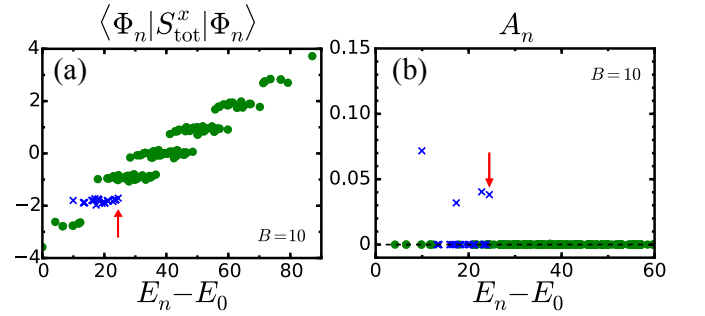 ⟨Φₙ|Sˣₜₒₜ|Φₙ⟩
(a)
B=10
4
2
0
−2
−4
0 20 40 60 80
Eₙ−E₀
Aₙ
(b)
B=10
0.15
0.10
0.05
0.00
0 20 40 60
Eₙ−E₀